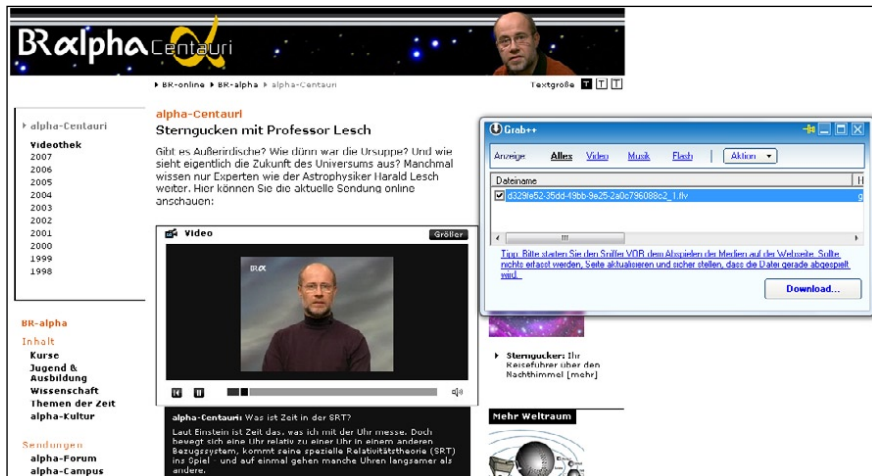 BR alpha Centauri
▸ BR-online ▸ BR-alpha ▸ alpha-Centauri
Textgroße T T T
▸ alpha-Centauri
Videothek
2007
2006
2005
2004
2003
2002
2001
2000
1999
1998
BR-alpha
Inhalt
Kurse
Jugend &
Ausbildung
Wissenschaft
Themen der Zeit
alpha-Kultur
Sendungen
alpha-Forum
alpha-Campus
alpha-Centauri
Sterngucken mit Professor Lesch
Gibt es Außerirdische? Wie dünn war die Ursuppe? Und wie
sieht eigentlich die Zukunft des Universums aus? Manchmal
wissen nur Experten wie der Astrophysiker Harald Lesch
weiter. Hier können Sie die aktuelle Sendung online
anschauen:
Video
Größer
BRα
alpha-Centauri: Was ist Zeit in der SRT?
Laut Einstein ist Zeit das, was ich mit der Uhr messe. Doch
bewegt sich eine Uhr relativ zu einer Uhr in einem anderen
Bezugssystem, kommt seine spezielle Relativitätstheorie (SRT)
ins Spiel - und auf einmal gehen manche Uhren langsamer als
andere.
Grab++
Anzeige: Alles Video Musik Flash | Aktion
Dateiname
H
d329fe52-35dd-49bb-9e25-2a0c796088c2_1.flv
g
Tipp: Bitte starten Sie den Sniffer VOR dem Abspielen der Medien auf der Webseite. Sollte
nichts erfasst werden, Seite aktualisieren und sicher stellen, dass die Datei gerade abgespielt
wird.
Download...
▸ Sterngucker: Ihr
Reiseführer über den
Nachthimmel [mehr]
Mehr Weltraum